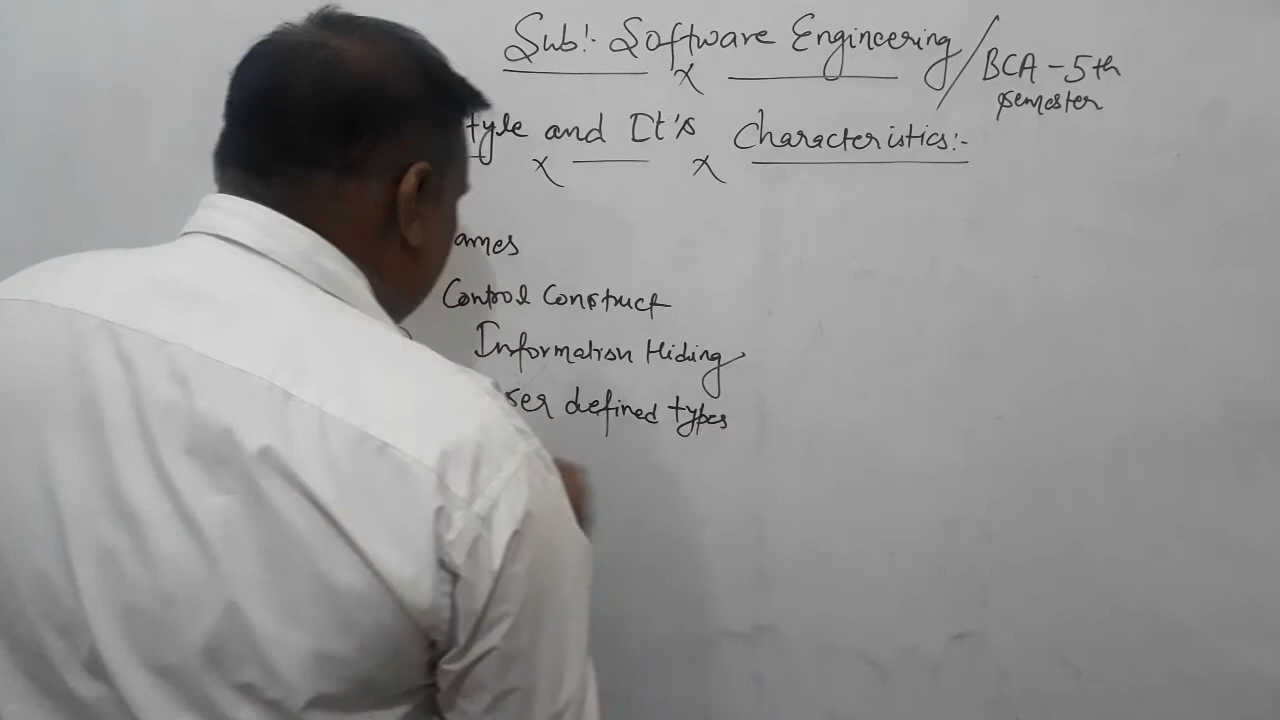 Sub:- Software Engineering / BCA - 5th
semester
tyle and It's Characteristics:-
ames
Control Construct
Information Hiding
ser defined types